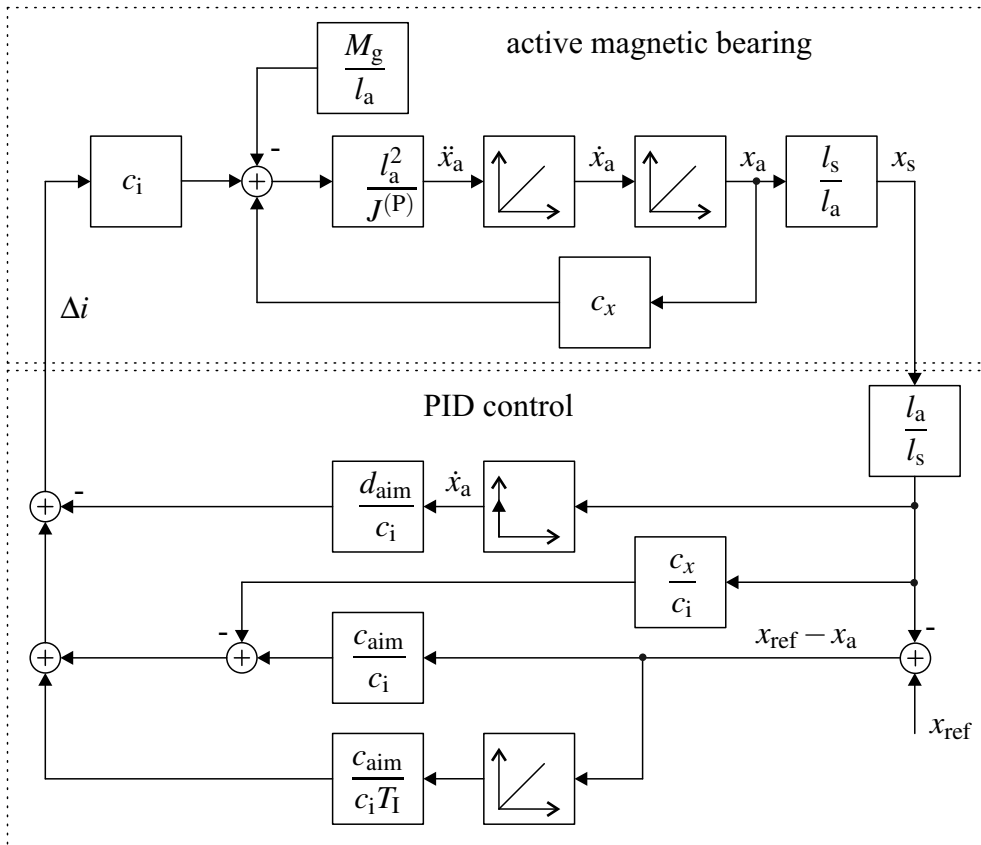 active magnetic bearing
M_g / l_a
-
c_i
+
l_a^2 / J^(P)
ẍ_a
ẋ_a
x_a
l_s / l_a
x_s
c_x
Δi
PID control
l_a / l_s
-
+
d_aim / c_i
ẋ_a
c_x / c_i
-
-
+
+
c_aim / c_i
x_ref − x_a
+
x_ref
c_aim / c_i T_I